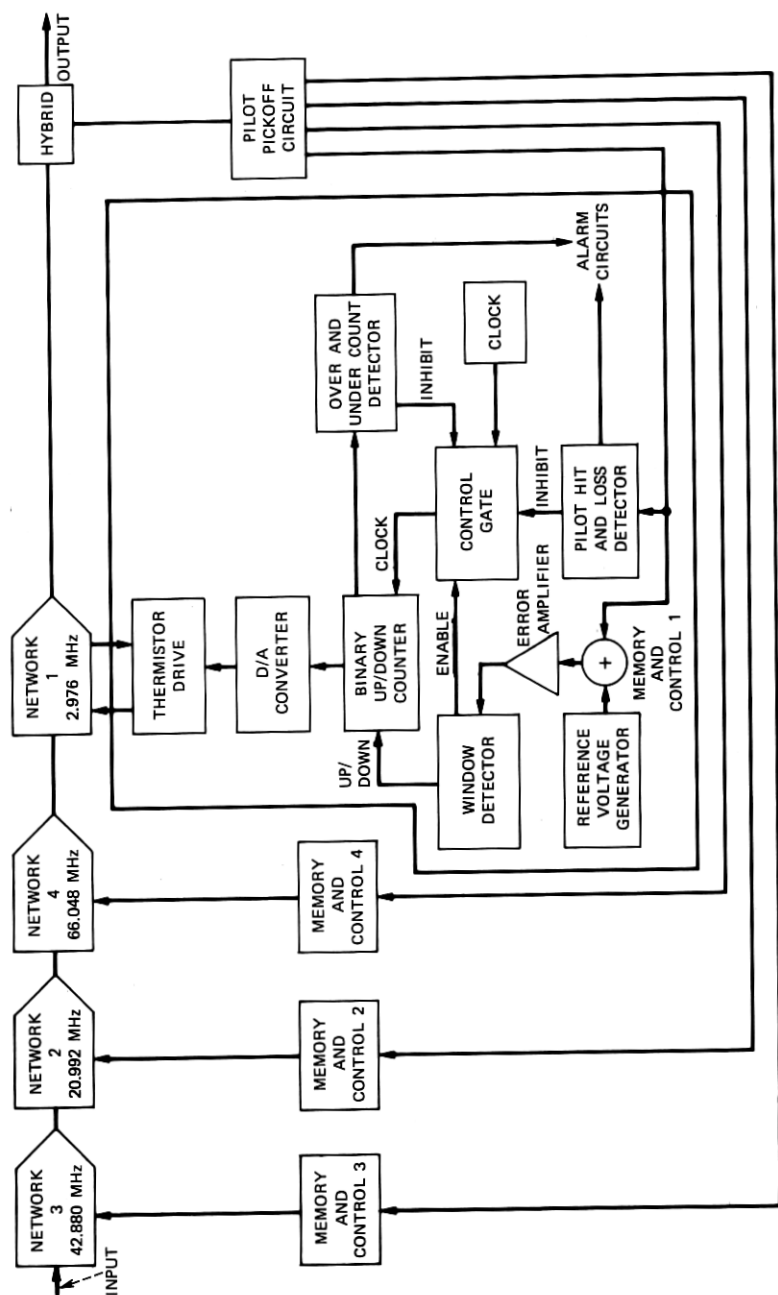 INPUT
NETWORK
3
42.880 MHz
NETWORK
2
20.992 MHz
NETWORK
4
66.048 MHz
NETWORK
1
2.976 MHz
HYBRID
OUTPUT
MEMORY
AND
CONTROL 3
MEMORY
AND
CONTROL 2
MEMORY
AND
CONTROL 4
THERMISTOR
DRIVE
D/A
CONVERTER
UP/
DOWN
BINARY
UP/DOWN
COUNTER
OVER AND
UNDER COUNT
DETECTOR
PILOT
PICKOFF
CIRCUIT
CLOCK
INHIBIT
WINDOW
DETECTOR
ENABLE
CONTROL
GATE
CLOCK
ERROR
AMPLIFIER
INHIBIT
ALARM
CIRCUITS
REFERENCE
VOLTAGE
GENERATOR
+
PILOT HIT
AND LOSS
DETECTOR
MEMORY
AND
CONTROL 1